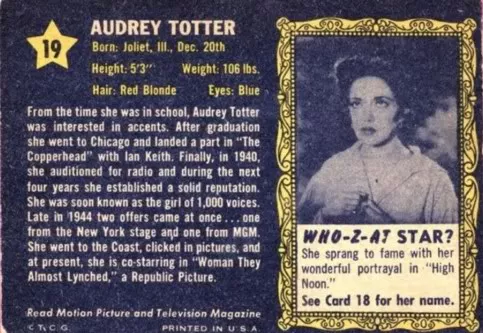 19
AUDREY TOTTER
Born: Joliet, Ill., Dec. 20th
Height: 5'3" Weight: 106 lbs.
Hair: Red Blonde Eyes: Blue
From the time she was in school, Audrey Totter
was interested in accents. After graduation
she went to Chicago and landed a part in "The
Copperhead" with Ian Keith. Finally, in 1940,
she auditioned for radio and during the next
four years she established a solid reputation.
She was soon known as the girl of 1,000 voices.
Late in 1944 two offers came at once...one
from the New York stage and one from MGM.
She went to the Coast, clicked in pictures, and
at present, she is co-starring in "Woman They
Almost Lynched," a Republic Picture.
Read Motion Picture and Television Magazine
© T. C. G. PRINTED IN U.S.A.
WHO-Z-AT STAR?
She sprang to fame with her
wonderful portrayal in "High
Noon."
See Card 18 for her name.